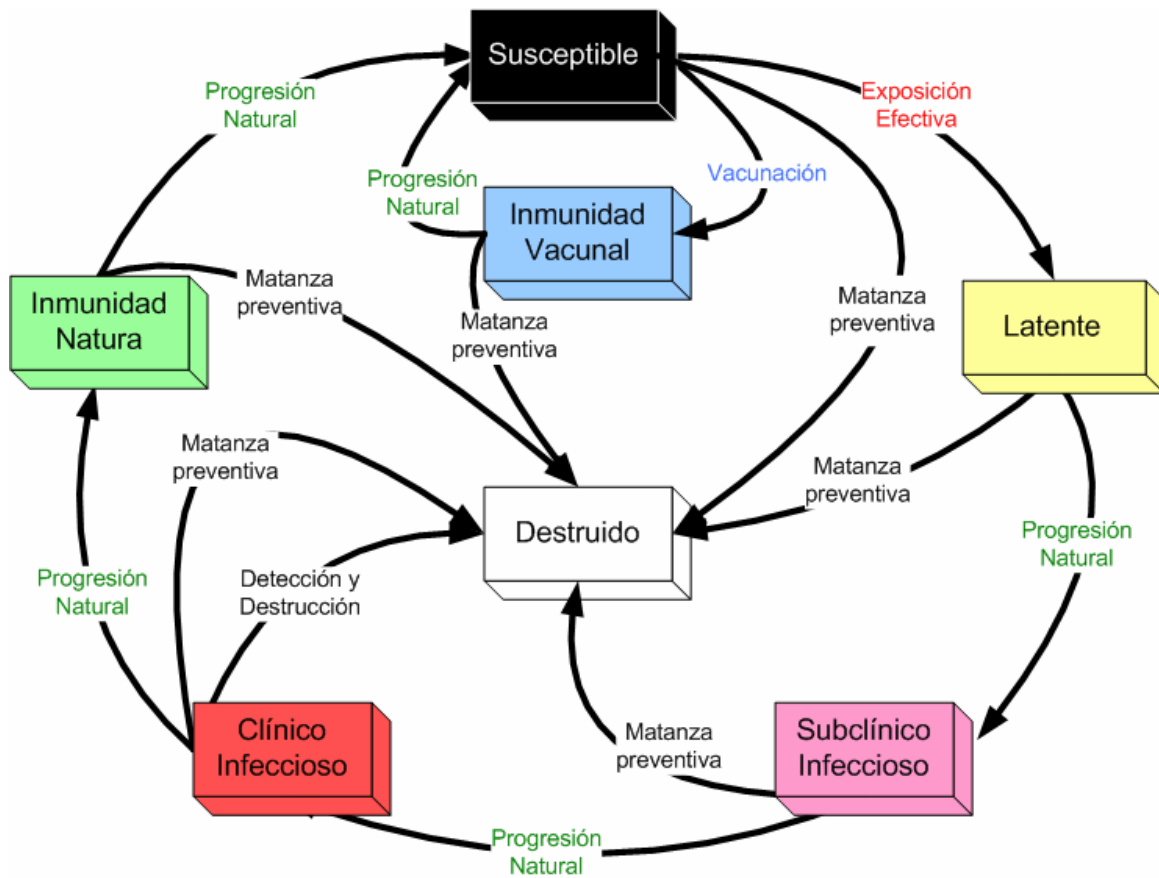 Susceptible
Progresión
Natural
Exposición
Efectiva
Progresión
Natural
Vacunación
Inmunidad
Vacunal
Inmunidad
Natura
Matanza
preventiva
Matanza
preventiva
Matanza
preventiva
Latente
Matanza
preventiva
Matanza
preventiva
Destruido
Progresión
Natural
Progresión
Natural
Detección y
Destrucción
Clínico
Infeccioso
Matanza
preventiva
Subclínico
Infeccioso
Progresión
Natural